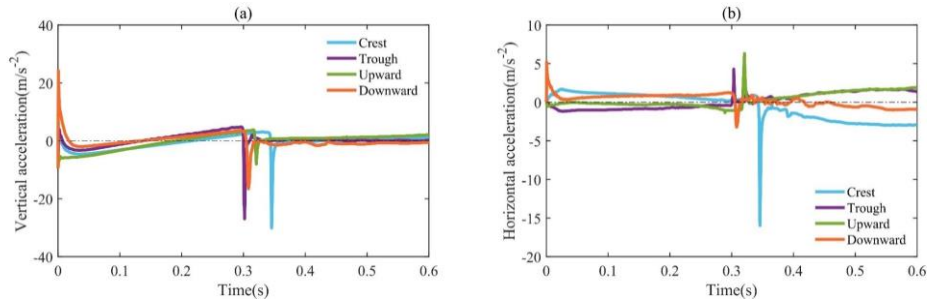 (a)
Vertical acceleration(m/s⁻²)
40
20
0
-20
-40
Crest
Trough
Upward
Downward
0 0.1 0.2 0.3 0.4 0.5 0.6
Time(s)
(b)
Horizontal acceleration(m/s⁻²)
10
5
0
-5
-10
-15
-20
Crest
Trough
Upward
Downward
0 0.1 0.2 0.3 0.4 0.5 0.6
Time(s)